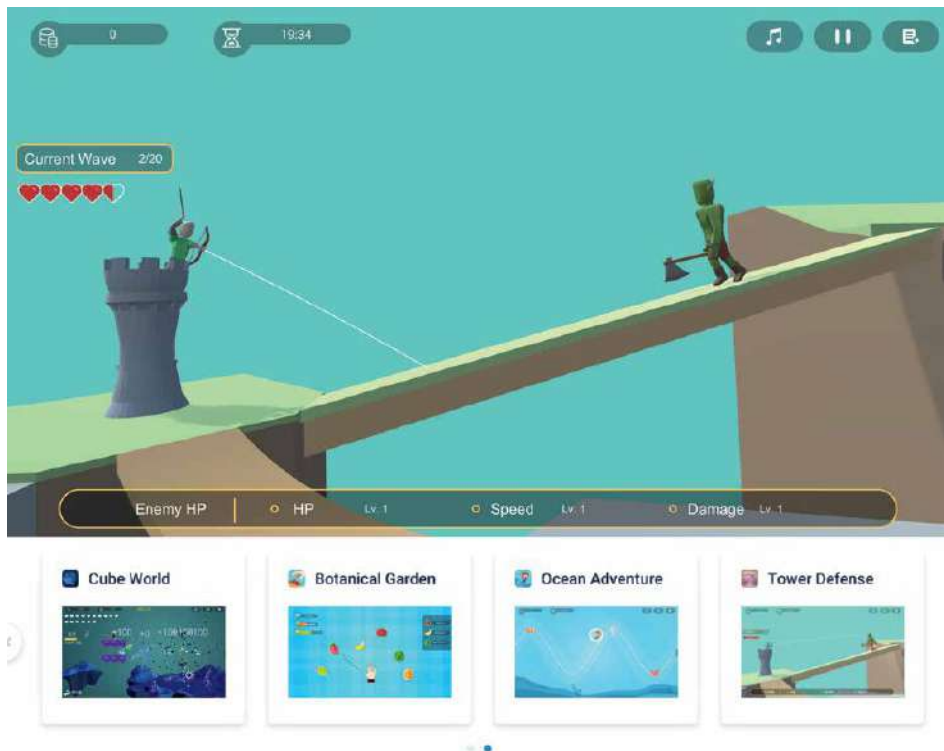 0
19:34
Current Wave 2/20
Enemy HP HP Lv. 1 Speed Lv. 1 Damage Lv. 1
Cube World
Botanical Garden
Ocean Adventure
Tower Defense